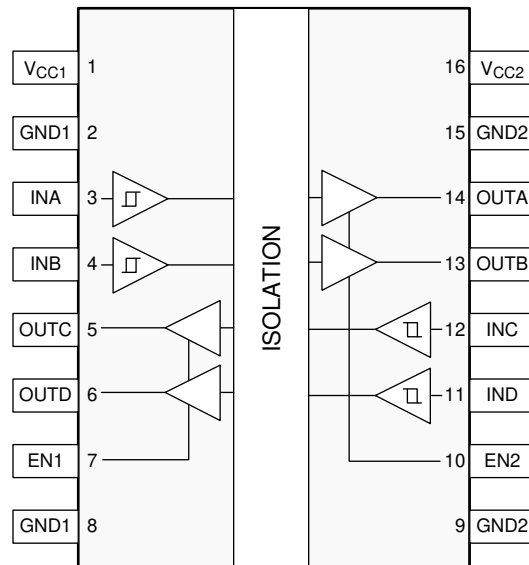 VCC1 1 16 VCC2
GND1 2 15 GND2
INA 3 14 OUTA
INB 4 13 OUTB
OUTC 5 12 INC
OUTD 6 11 IND
EN1 7 10 EN2
GND1 8 9 GND2
ISOLATION